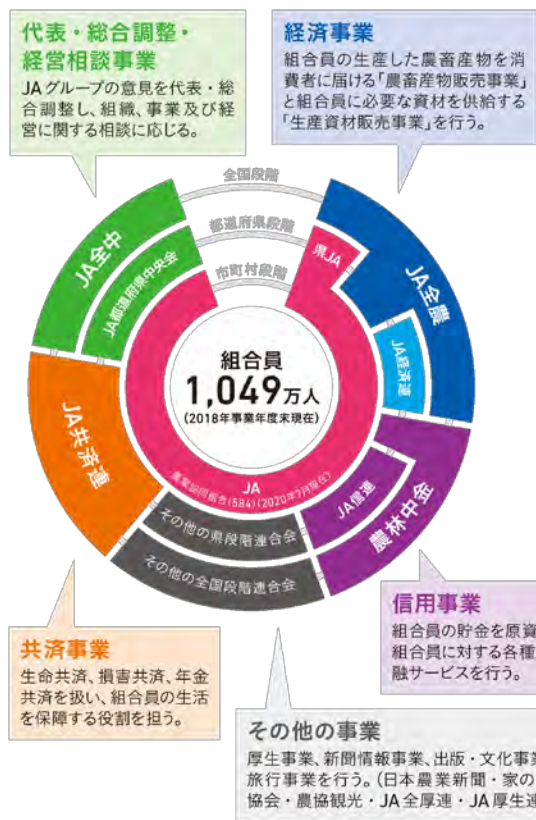 代表・総合調整・
経営相談事業
JAグループの意見を代表・総
合調整し、組織、事業及び経
営に関する相談に応じる。
経済事業
組合員の生産した農畜産物を消
費者に届ける「農畜産物販売事業」
と組合員に必要な資材を供給する
「生産資材販売事業」を行う。
全国段階
都道府県段階
市町村段階
JA全中
JA都道府県中央会
県JA
JA全農
JA経済連
組合員
1,049万人
(2018年事業年度末現在)
JA共済連
JA
農業協同組合(584)(2020年7月現在)
JA信連
農林中金
その他の県段階連合会
その他の全国段階連合会
信用事業
組合員の貯金を原資
組合員に対する各種
融サービスを行う。
共済事業
生命共済、損害共済、年金
共済を扱い、組合員の生活
を保障する役割を担う。
その他の事業
厚生事業、新聞情報事業、出版・文化事業
旅行事業を行う。(日本農業新聞・家の
協会・農協観光・JA全厚連・JA厚生連